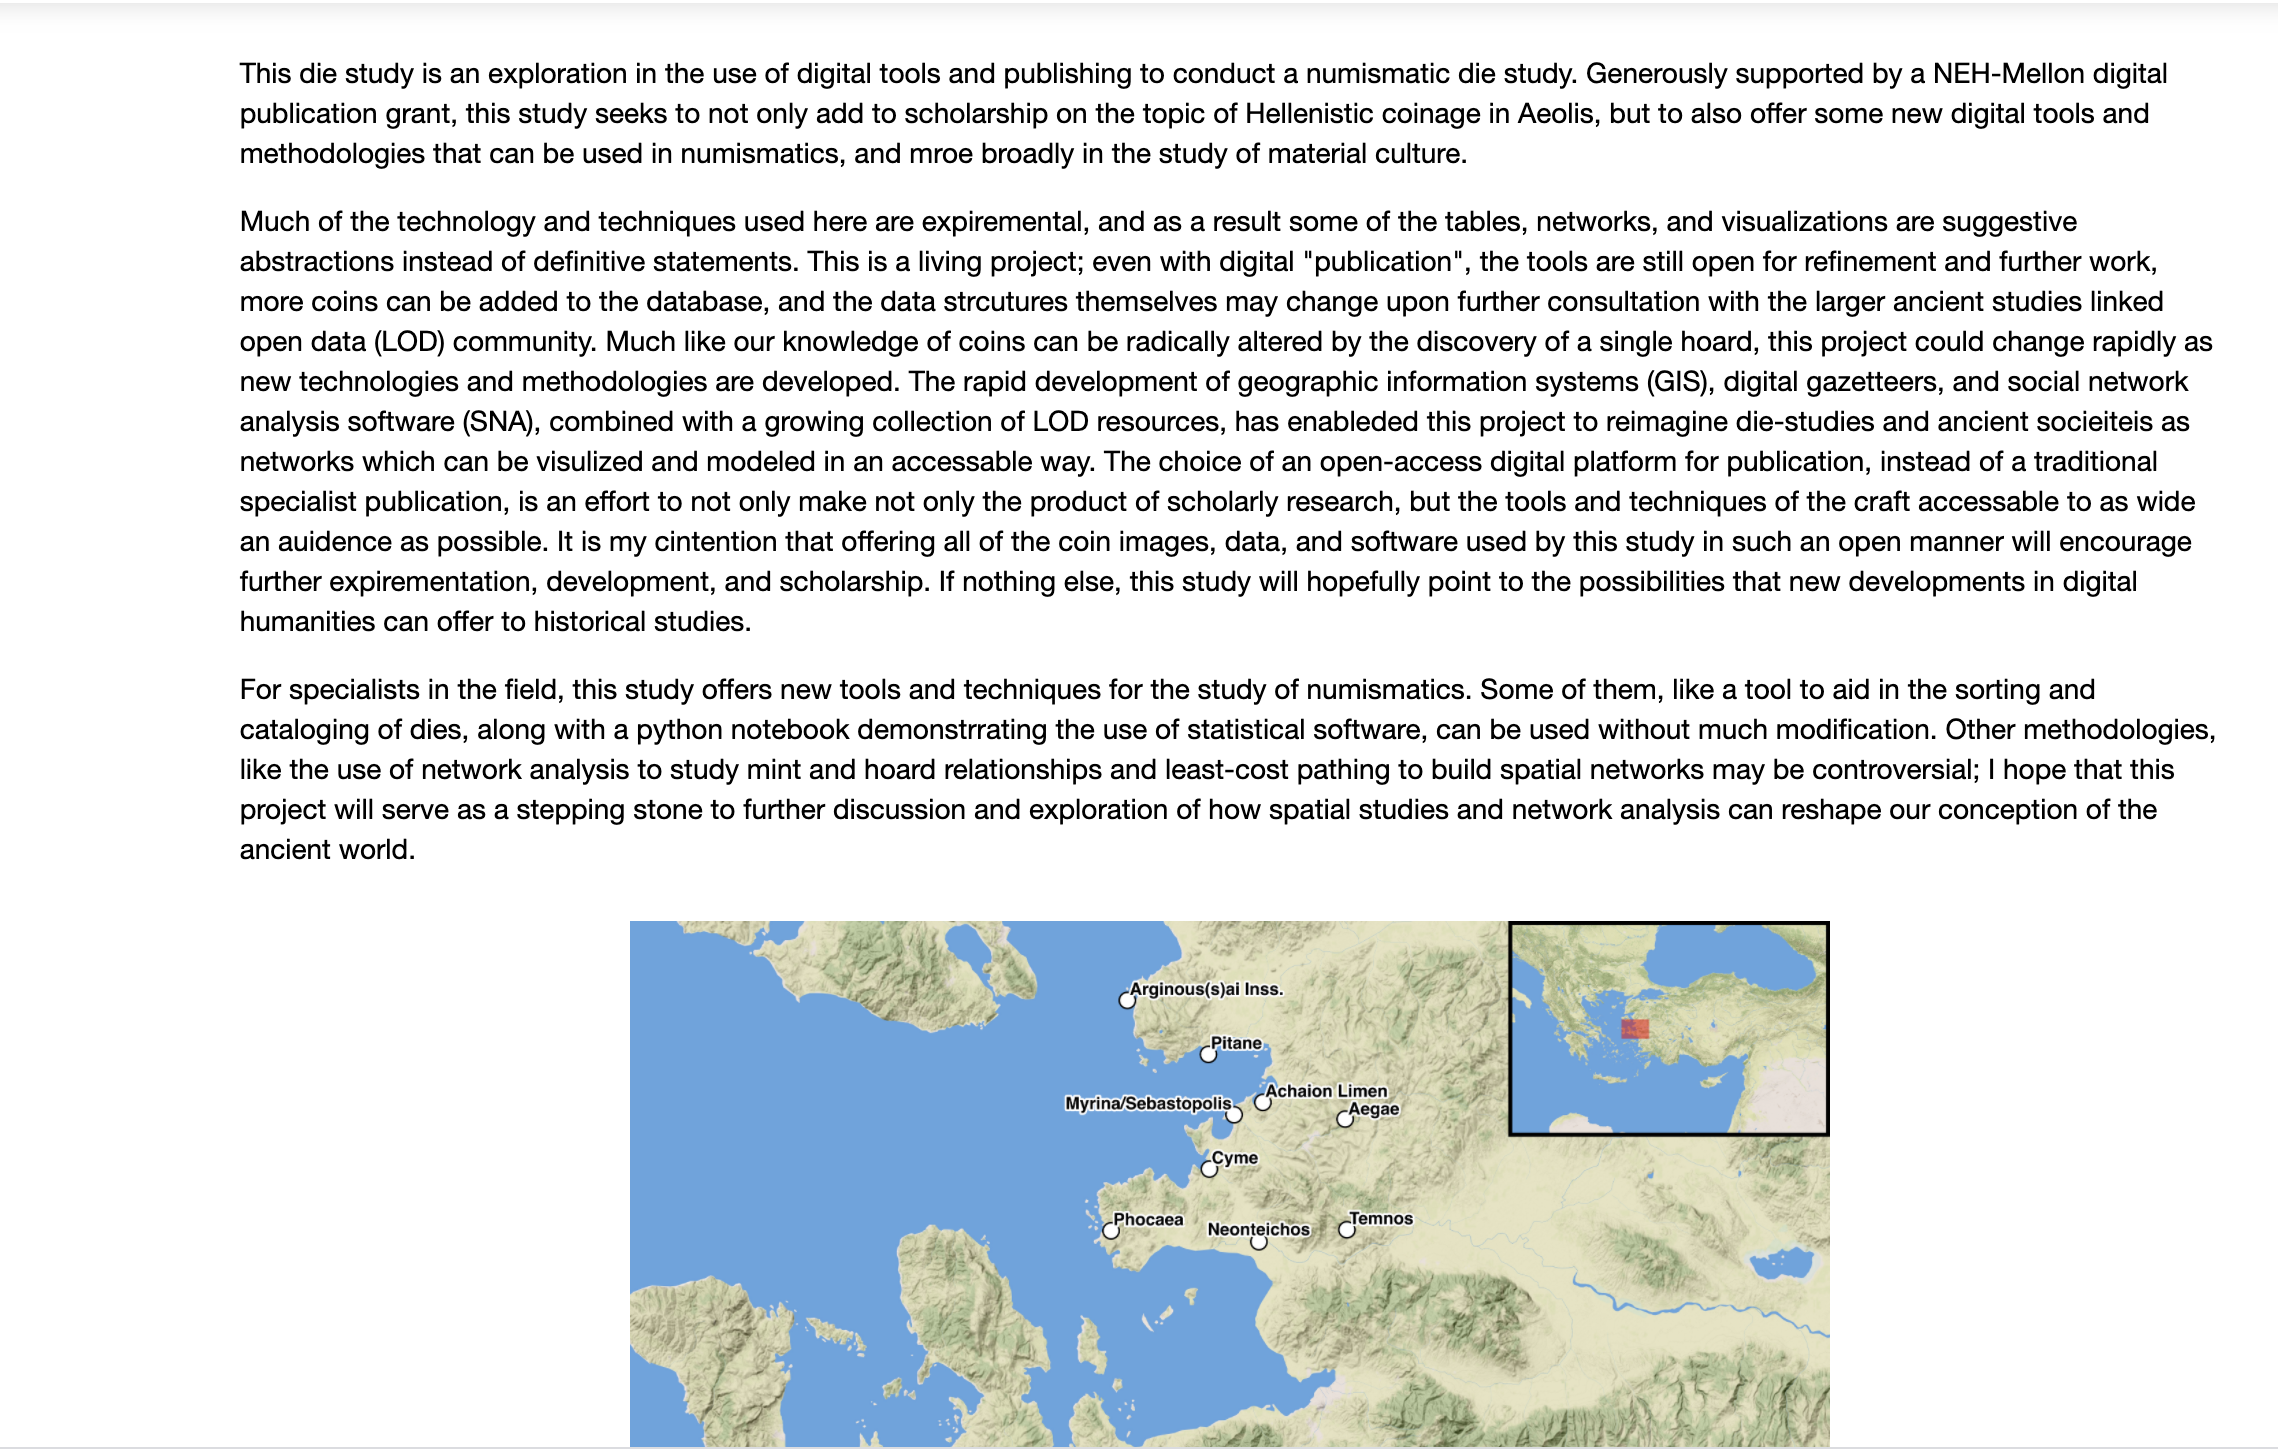 This die study is an exploration in the use of digital tools and publishing to conduct a numismatic die study. Generously supported by a NEH-Mellon digital
publication grant, this study seeks to not only add to scholarship on the topic of Hellenistic coinage in Aeolis, but to also offer some new digital tools and
methodologies that can be used in numismatics, and mroe broadly in the study of material culture.
Much of the technology and techniques used here are expiremental, and as a result some of the tables, networks, and visualizations are suggestive
abstractions instead of definitive statements. This is a living project; even with digital "publication", the tools are still open for refinement and further work,
more coins can be added to the database, and the data strcutures themselves may change upon further consultation with the larger ancient studies linked
open data (LOD) community. Much like our knowledge of coins can be radically altered by the discovery of a single hoard, this project could change rapidly as
new technologies and methodologies are developed. The rapid development of geographic information systems (GIS), digital gazetteers, and social network
analysis software (SNA), combined with a growing collection of LOD resources, has enableded this project to reimagine die-studies and ancient socieiteis as
networks which can be visulized and modeled in an accessable way. The choice of an open-access digital platform for publication, instead of a traditional
specialist publication, is an effort to not only make not only the product of scholarly research, but the tools and techniques of the craft accessable to as wide
an auidence as possible. It is my cintention that offering all of the coin images, data, and software used by this study in such an open manner will encourage
further expirementation, development, and scholarship. If nothing else, this study will hopefully point to the possibilities that new developments in digital
humanities can offer to historical studies.
For specialists in the field, this study offers new tools and techniques for the study of numismatics. Some of them, like a tool to aid in the sorting and
cataloging of dies, along with a python notebook demonstrrating the use of statistical software, can be used without much modification. Other methodologies,
like the use of network analysis to study mint and hoard relationships and least-cost pathing to build spatial networks may be controversial; I hope that this
project will serve as a stepping stone to further discussion and exploration of how spatial studies and network analysis can reshape our conception of the
ancient world.
Arginous(s)ai Inss.
Pitane
Achaion Limen
Myrina/Sebastopolis
Aegae
Cyme
Phocaea
Neonteichos
Temnos